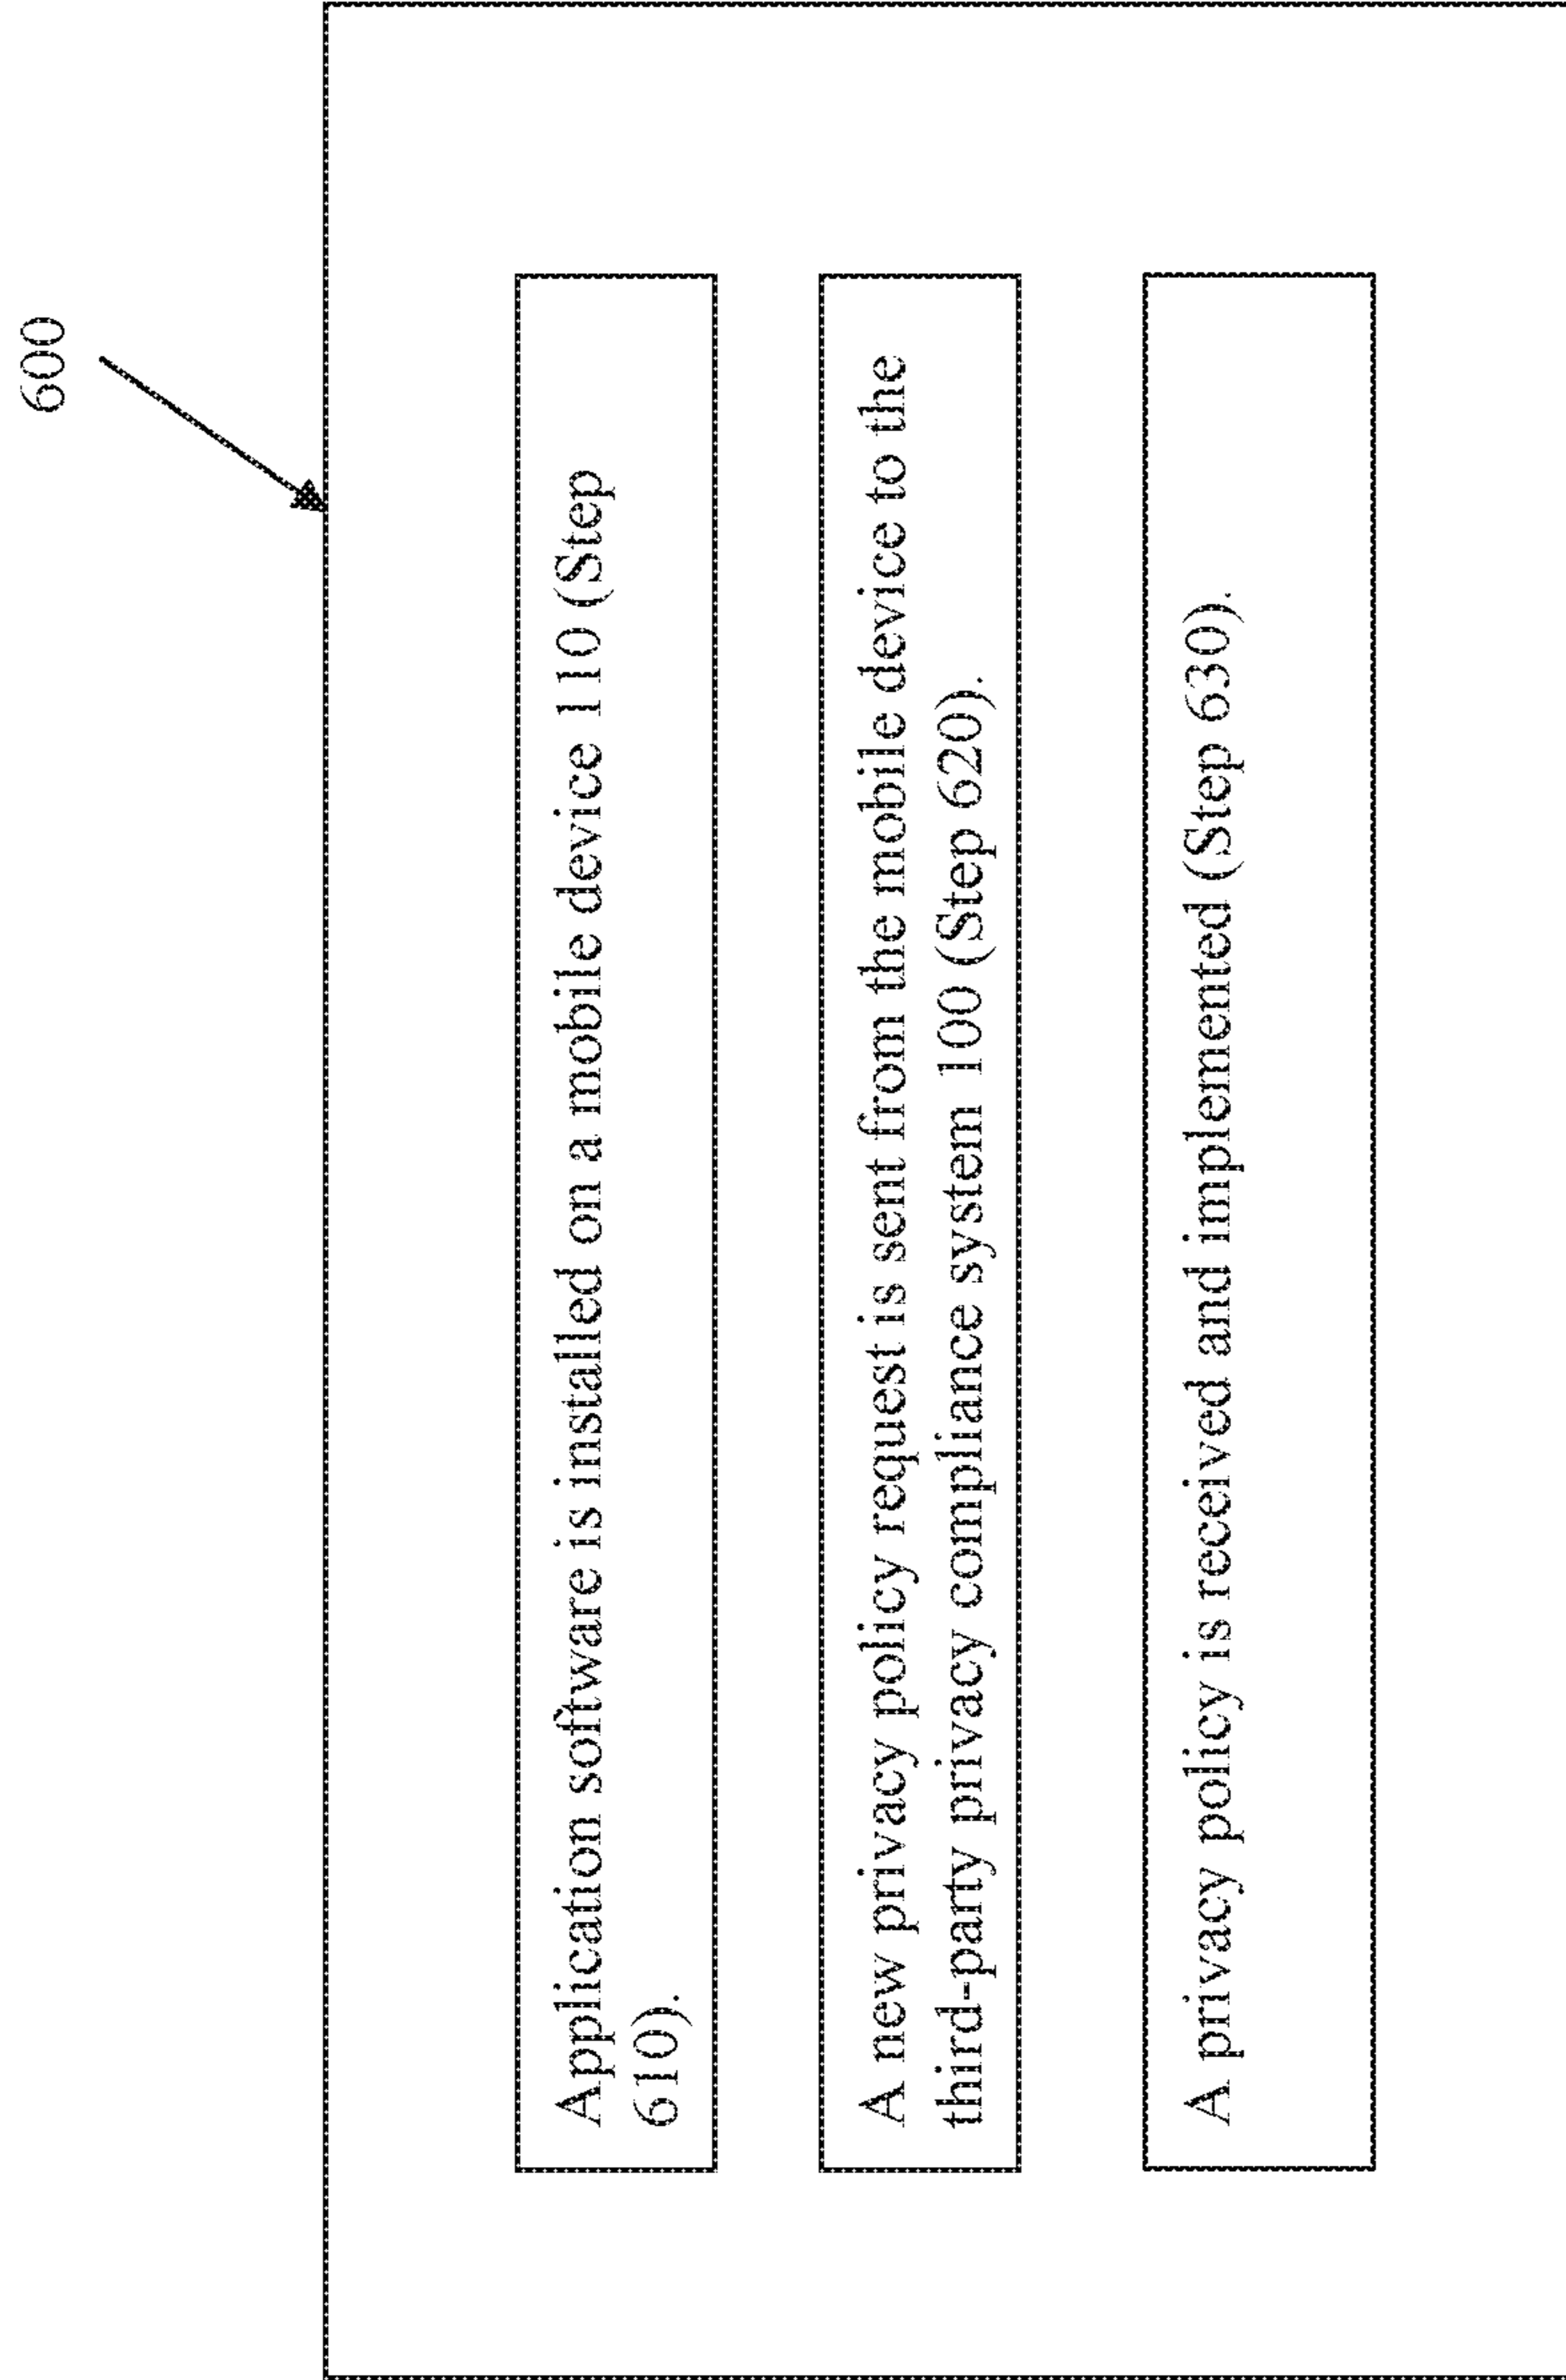 600
Application software is installed on a mobile device 110 (Step
610).
A new privacy policy request is sent from the mobile device to the
third-party privacy compliance system 100 (Step 620).
A privacy policy is received and implemented (Step 630).